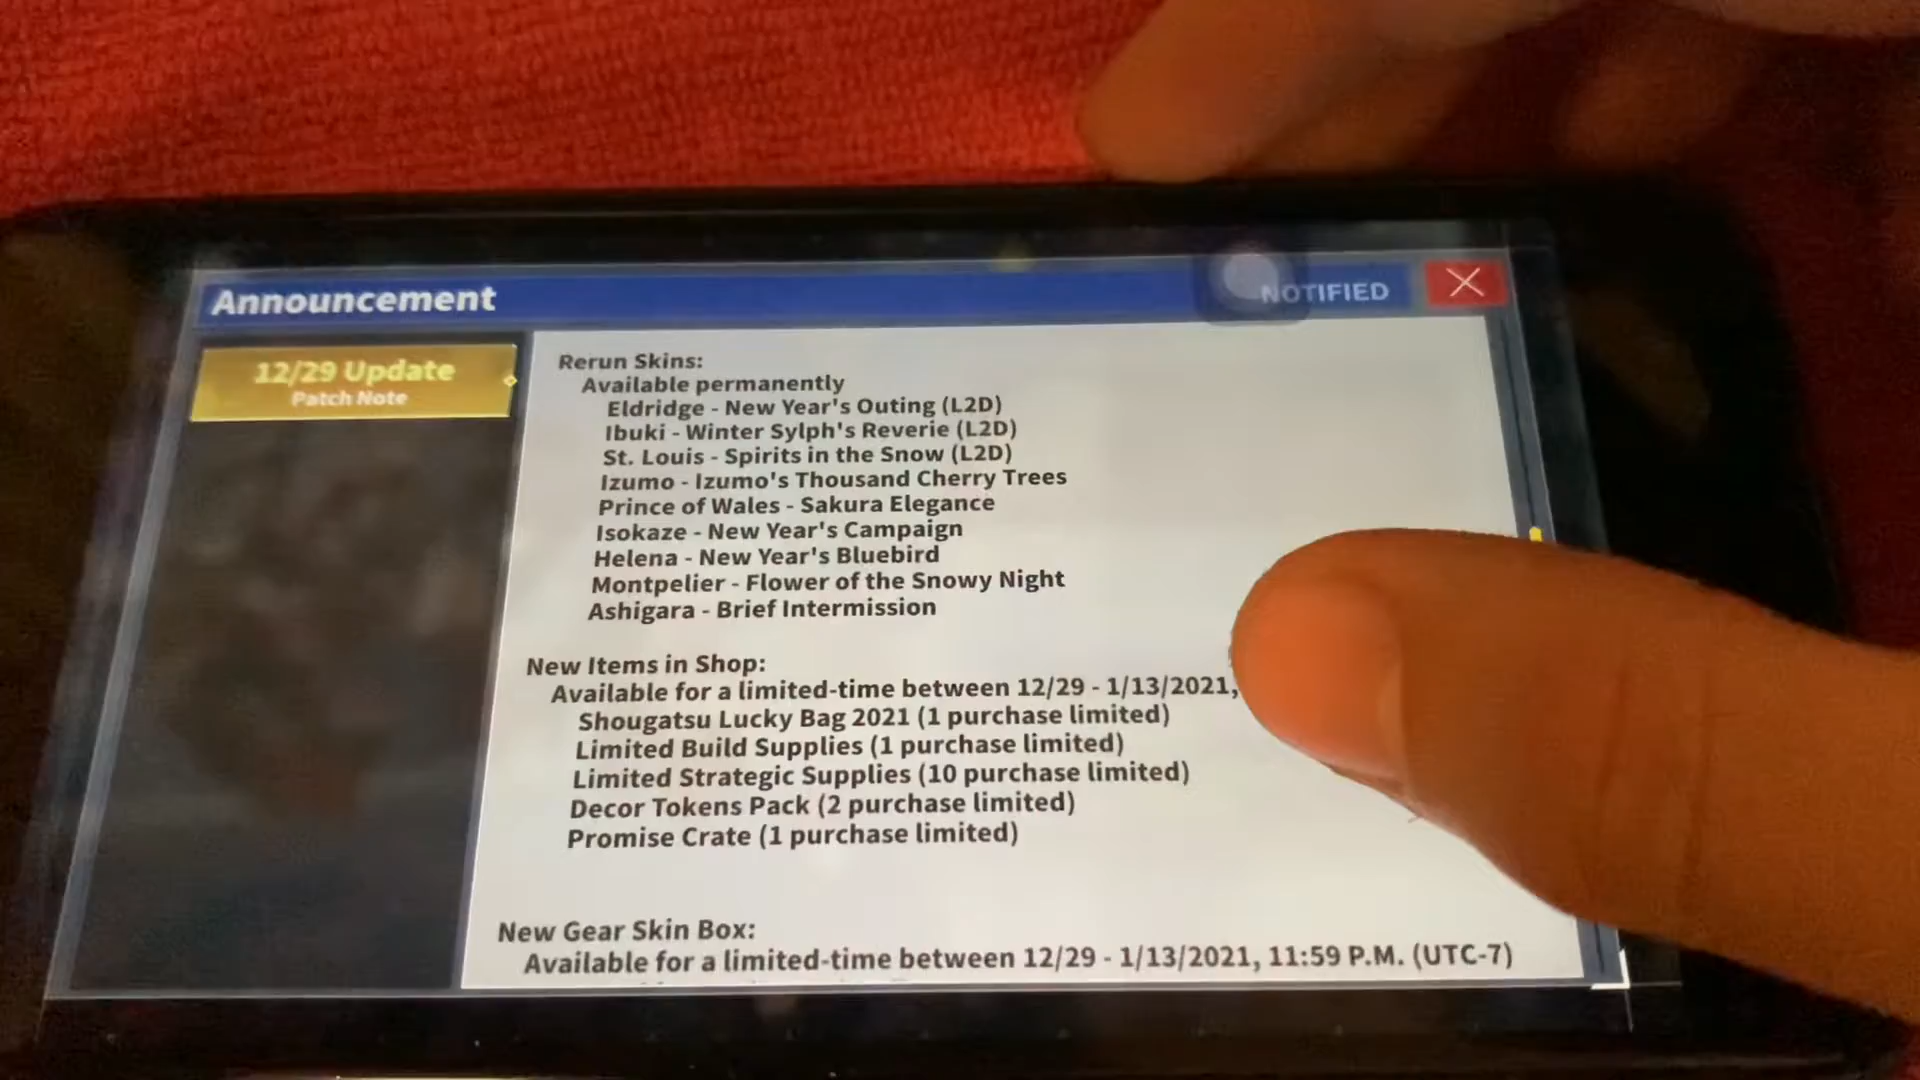 Announcement
NOTIFIED
12/29 Update
Patch Note
Rerun Skins:
Available permanently
Eldridge - New Year's Outing (L2D)
Ibuki - Winter Sylph's Reverie (L2D)
St. Louis - Spirits in the Snow (L2D)
Izumo - Izumo's Thousand Cherry Trees
Prince of Wales - Sakura Elegance
Isokaze - New Year's Campaign
Helena - New Year's Bluebird
Montpelier - Flower of the Snowy Night
Ashigara - Brief Intermission
New Items in Shop:
Available for a limited-time between 12/29 - 1/13/2021,
Shougatsu Lucky Bag 2021 (1 purchase limited)
Limited Build Supplies (1 purchase limited)
Limited Strategic Supplies (10 purchase limited)
Decor Tokens Pack (2 purchase limited)
Promise Crate (1 purchase limited)
New Gear Skin Box:
Available for a limited-time between 12/29 - 1/13/2021, 11:59 P.M. (UTC-7)